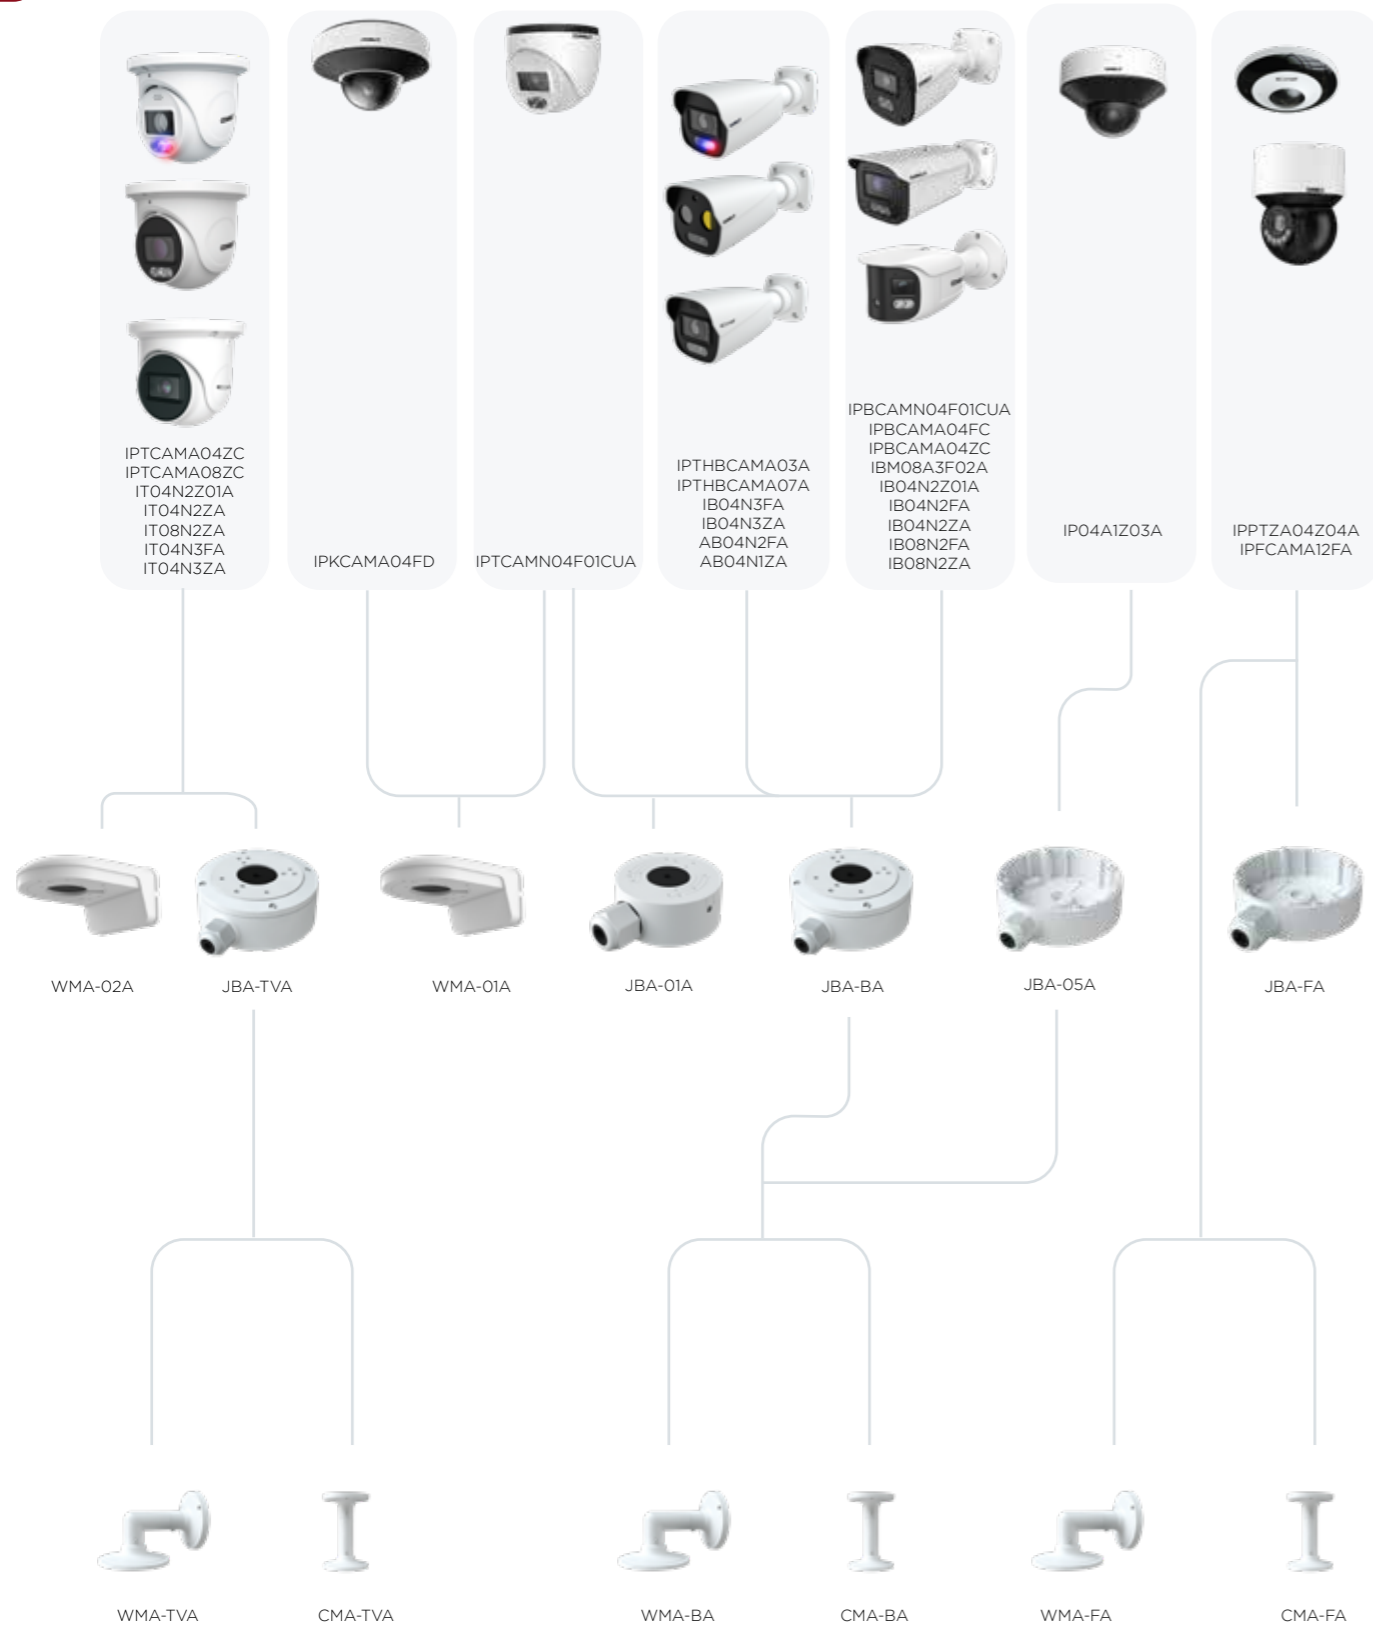 IPTCAMA04ZC
IPTCAMA08ZC
IT04N2Z01A
IT04N2ZA
IT08N2ZA
IT04N3FA
IT04N3ZA
IPKCAMA04FD
IPTCAMN04F01CUA
IPTHBCAMA03A
IPTHBCAMA07A
IB04N3FA
IB04N3ZA
AB04N2FA
AB04N1ZA
IPBCAMN04F01CUA
IPBCAMA04FC
IPBCAMA04ZC
IBM08A3F02A
IB04N2Z01A
IB04N2FA
IB04N2ZA
IB08N2FA
IB08N2ZA
IP04A1Z03A
IPPTZA04Z04A
IPFCAMA12FA
WMA-02A
JBA-TVA
WMA-01A
JBA-01A
JBA-BA
JBA-05A
JBA-FA
WMA-TVA
CMA-TVA
WMA-BA
CMA-BA
WMA-FA
CMA-FA